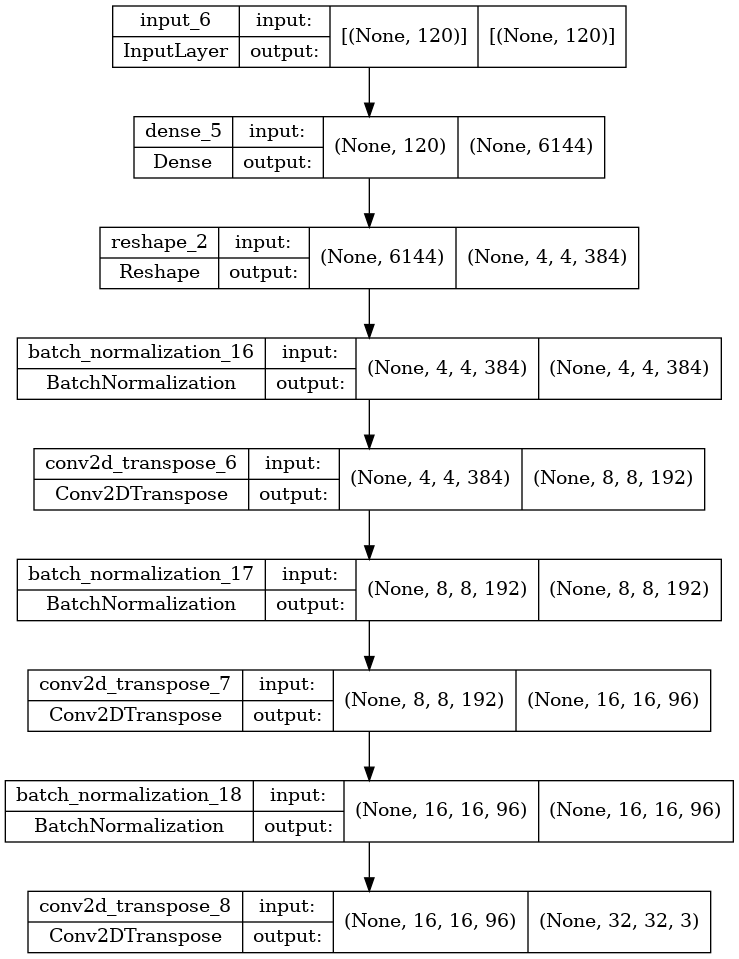 input_6 input: [(None, 120)] [(None, 120)]
InputLayer output:
dense_5 input: (None, 120) (None, 6144)
Dense output:
reshape_2 input: (None, 6144) (None, 4, 4, 384)
Reshape output:
batch_normalization_16 input: (None, 4, 4, 384) (None, 4, 4, 384)
BatchNormalization output:
conv2d_transpose_6 input: (None, 4, 4, 384) (None, 8, 8, 192)
Conv2DTranspose output:
batch_normalization_17 input: (None, 8, 8, 192) (None, 8, 8, 192)
BatchNormalization output:
conv2d_transpose_7 input: (None, 8, 8, 192) (None, 16, 16, 96)
Conv2DTranspose output:
batch_normalization_18 input: (None, 16, 16, 96) (None, 16, 16, 96)
BatchNormalization output:
conv2d_transpose_8 input: (None, 16, 16, 96) (None, 32, 32, 3)
Conv2DTranspose output: